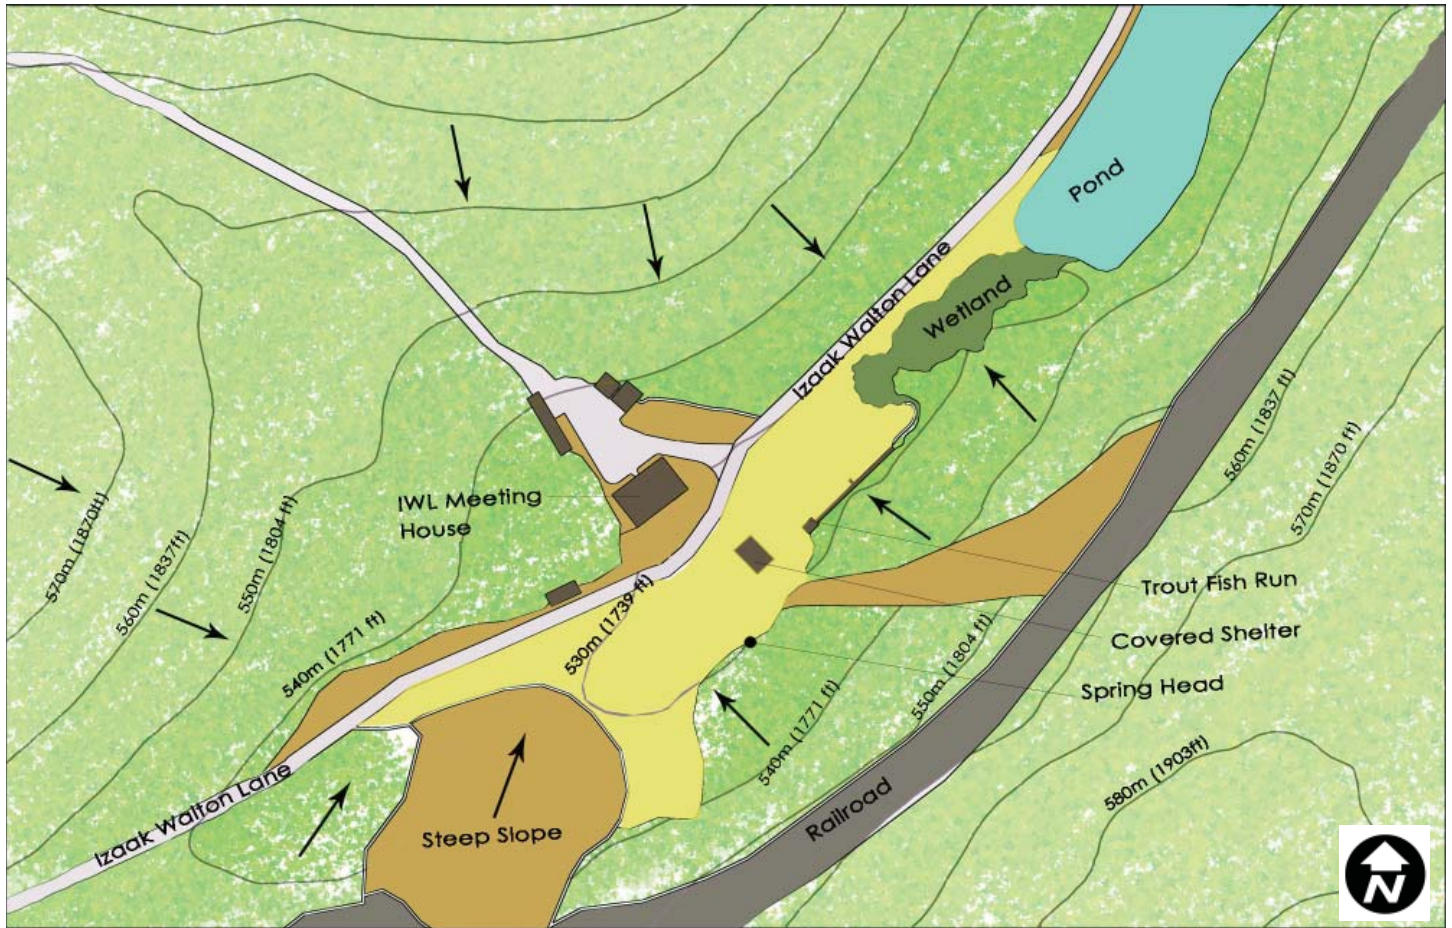 Pond
Izaak Walton Lane
Wetland
560m (1837 ft)
570m (1870 ft)
IWL Meeting
House
570m (1870ft)
560m (1837ft)
550m (1804 ft)
540m (1771 ft)
530m (1739 ft)
Trout Fish Run
Covered Shelter
Spring Head
550m (1804 ft)
540m (1771 ft)
580m (1903ft)
Izaak Walton Lane
Steep Slope
Railroad
N